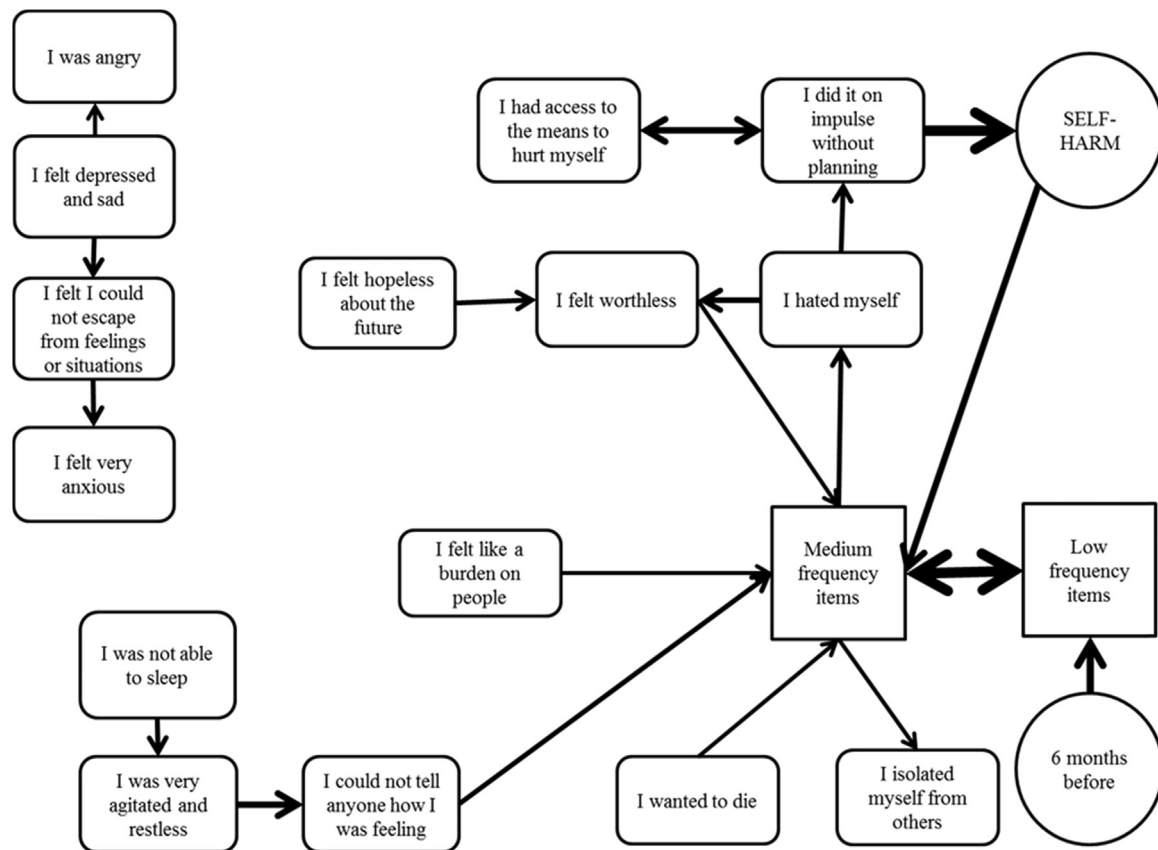 I was angry
I felt depressed
and sad
I felt I could
not escape
from feelings
or situations
I felt very
anxious
I had access to
the means to
hurt myself
I did it on
impulse
without
planning
SELF-
HARM
I felt hopeless
about the
future
I felt worthless
I hated myself
I felt like a
burden on
people
Medium
frequency
items
Low
frequency
items
I was not able
to sleep
I was very
agitated and
restless
I could not tell
anyone how I
was feeling
I wanted to die
I isolated
myself from
others
6 months
before